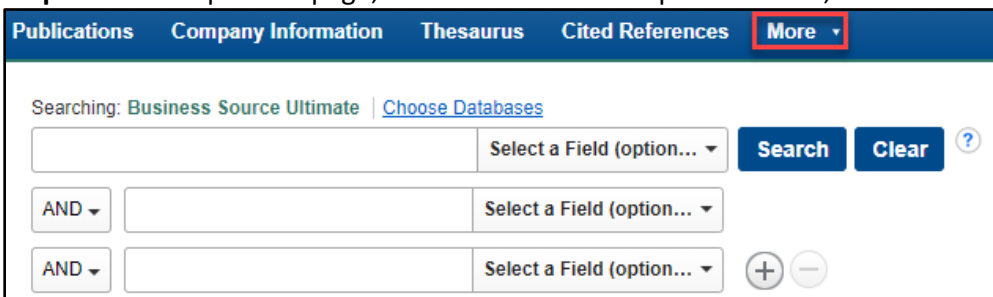 Publications Company Information Thesaurus Cited References More
Searching: Business Source Ultimate | Choose Databases
Select a Field (option... Search Clear ?
AND Select a Field (option...
AND Select a Field (option... + −